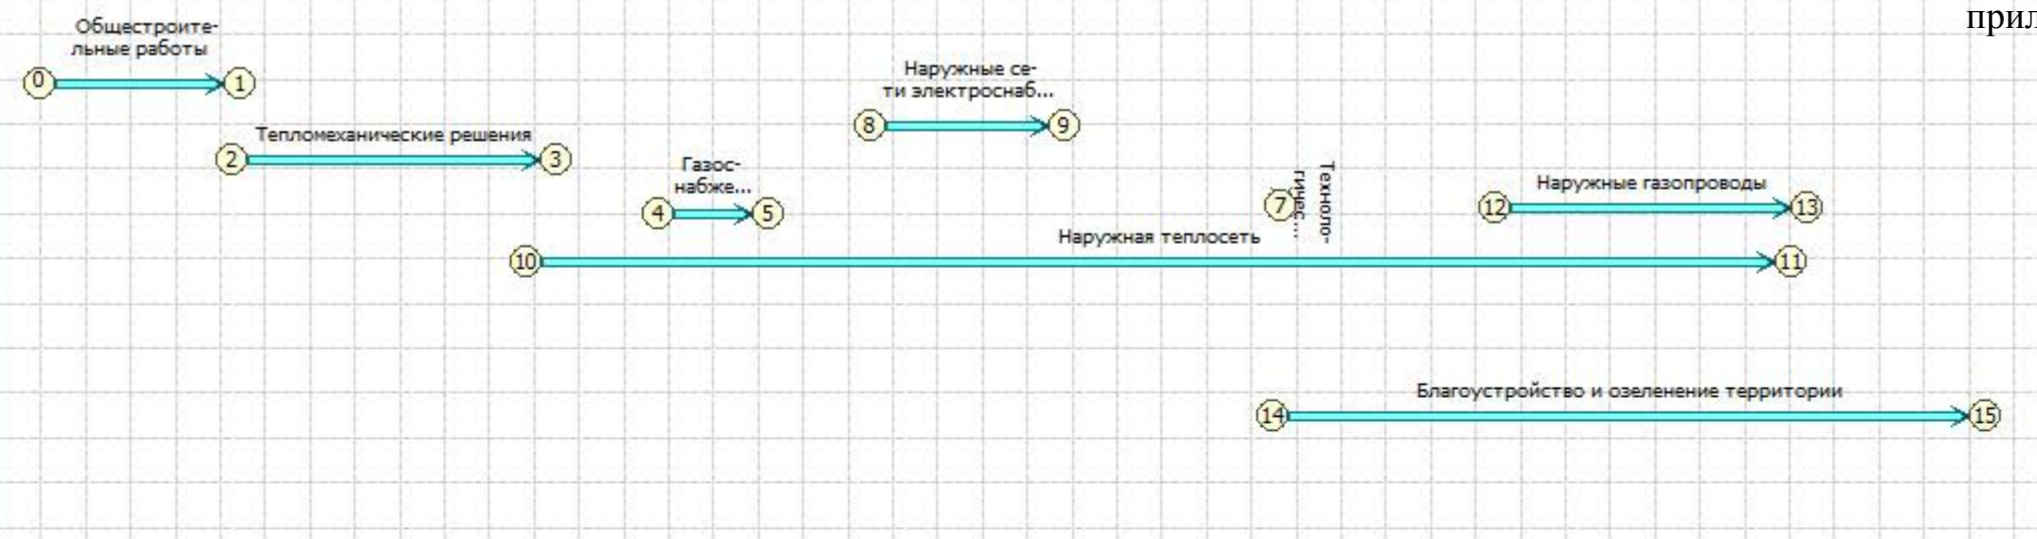 прил
Общестроите-
льные работы
0
1
Наружные се-
ти электроснаб...
8
9
Тепломеханические решения
2
3
Газос-
набже...
4
5
Техноло-
гичес...
7
Наружные газопроводы
12
13
Наружная теплосеть
10
11
Благоустройство и озеленение территории
14
15